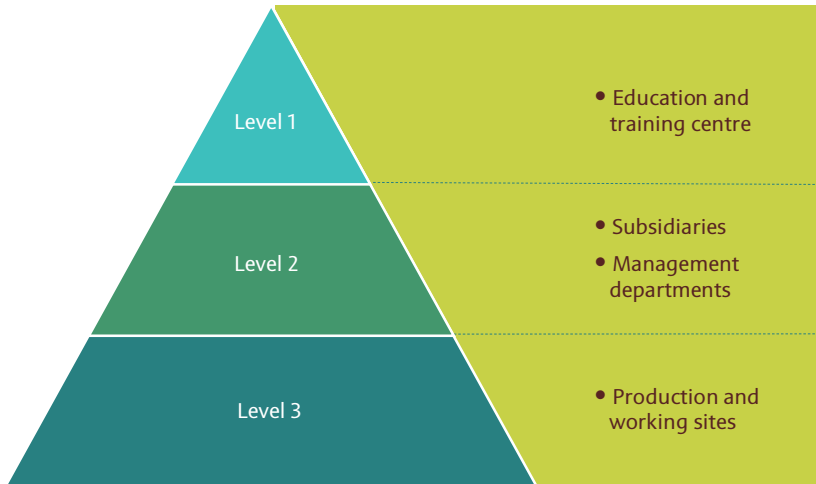 Level 1
• Education and
training centre
Level 2
• Subsidiaries
• Management
departments
Level 3
• Production and
working sites